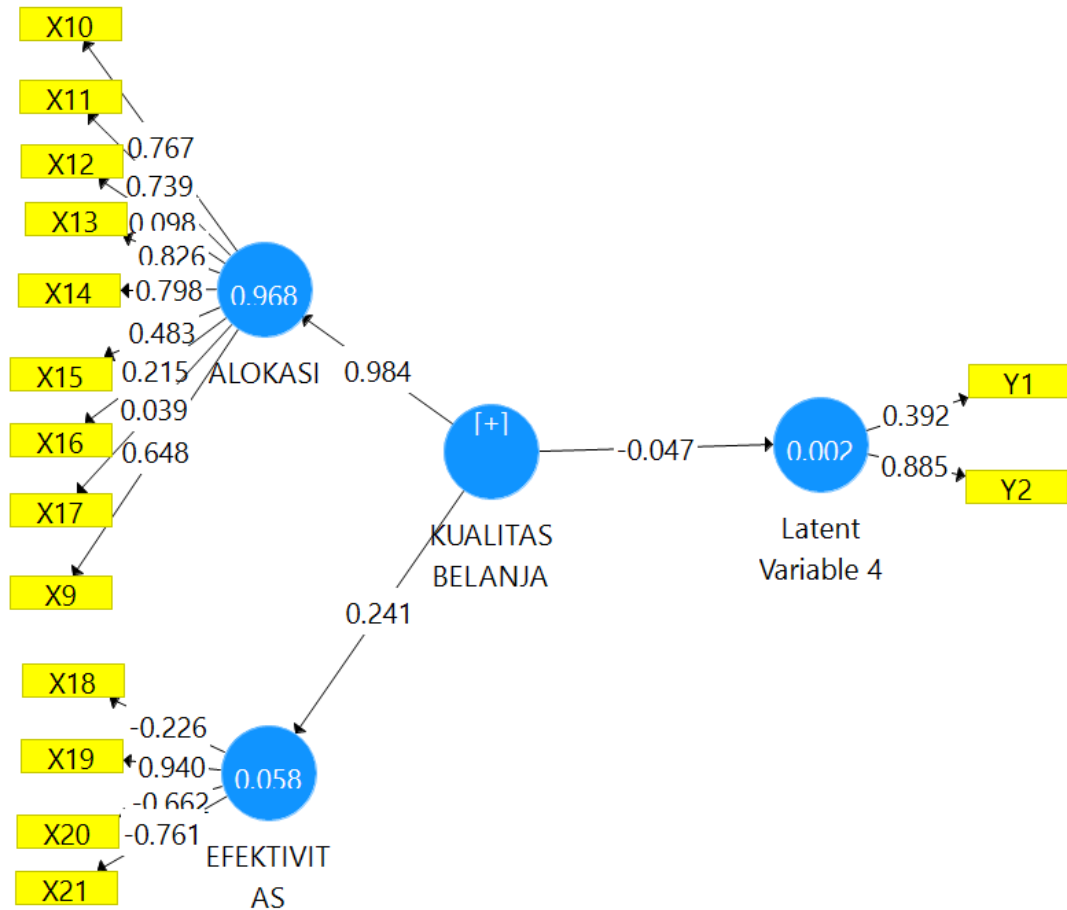 X10
X11
X12
X13
X14
X15
X16
X17
X9
0.767
0.739
0.098
0.826
0.798
0.483
0.215
0.039
0.648
0.968
ALOKASI
0.984
[+]
KUALITAS
BELANJA
-0.047
0.002
Latent
Variable 4
0.392
0.885
Y1
Y2
0.241
X18
X19
X20
X21
-0.226
0.940
-0.662
-0.761
0.058
EFEKTIVIT
AS